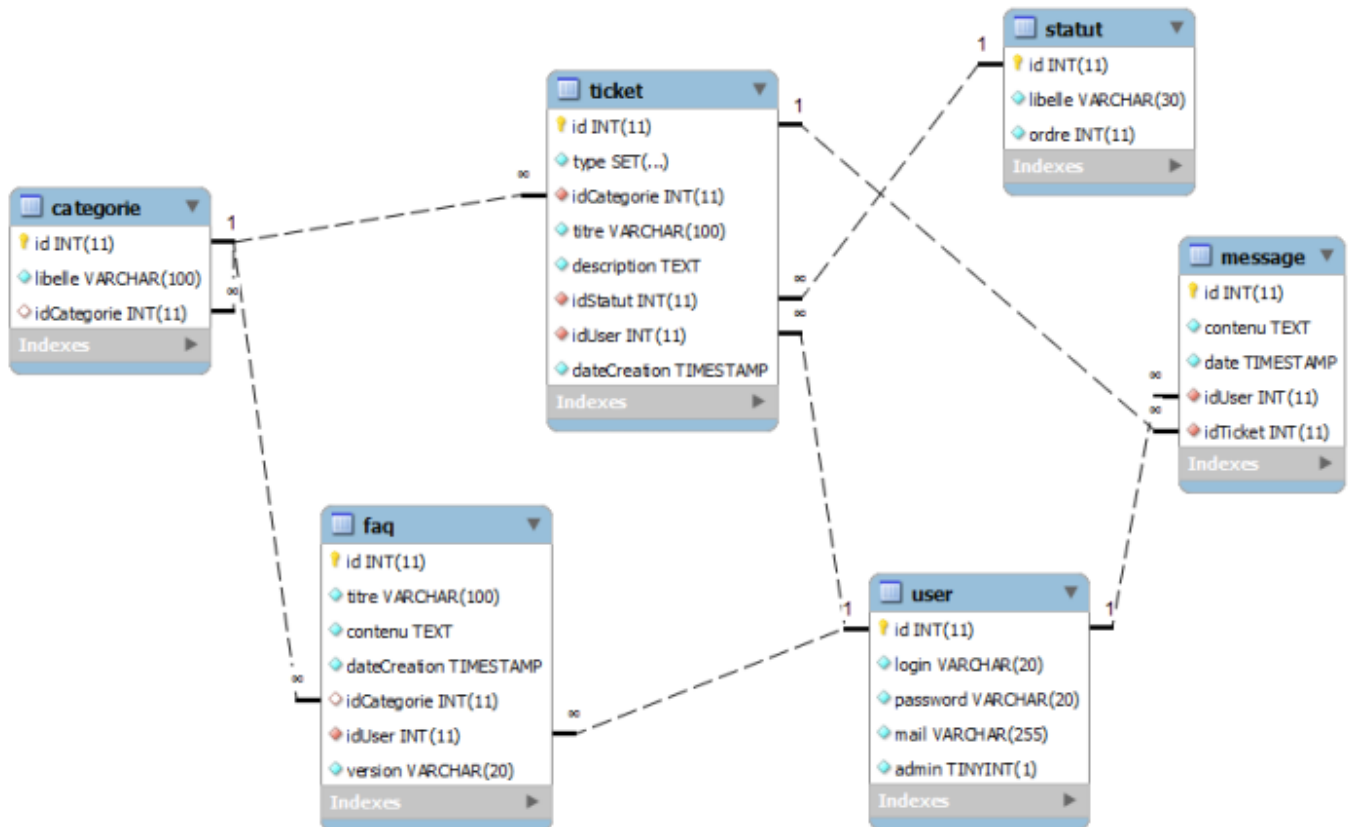 statut
id INT(11)
libelle VARCHAR(30)
ordre INT(11)
Indexes
1
ticket
id INT(11)
type SET(...)
idCategorie INT(11)
titre VARCHAR(100)
description TEXT
idStatut INT(11)
idUser INT(11)
dateCreation TIMESTAMP
Indexes
1
∞
∞
∞
categorie
id INT(11)
libelle VARCHAR(100)
idCategorie INT(11)
Indexes
1
∞
message
id INT(11)
contenu TEXT
date TIMESTAMP
idUser INT(11)
idTicket INT(11)
Indexes
∞
∞
faq
id INT(11)
titre VARCHAR(100)
contenu TEXT
dateCreation TIMESTAMP
idCategorie INT(11)
idUser INT(11)
version VARCHAR(20)
Indexes
∞
∞
user
id INT(11)
login VARCHAR(20)
password VARCHAR(20)
mail VARCHAR(255)
admin TINYINT(1)
Indexes
1
1